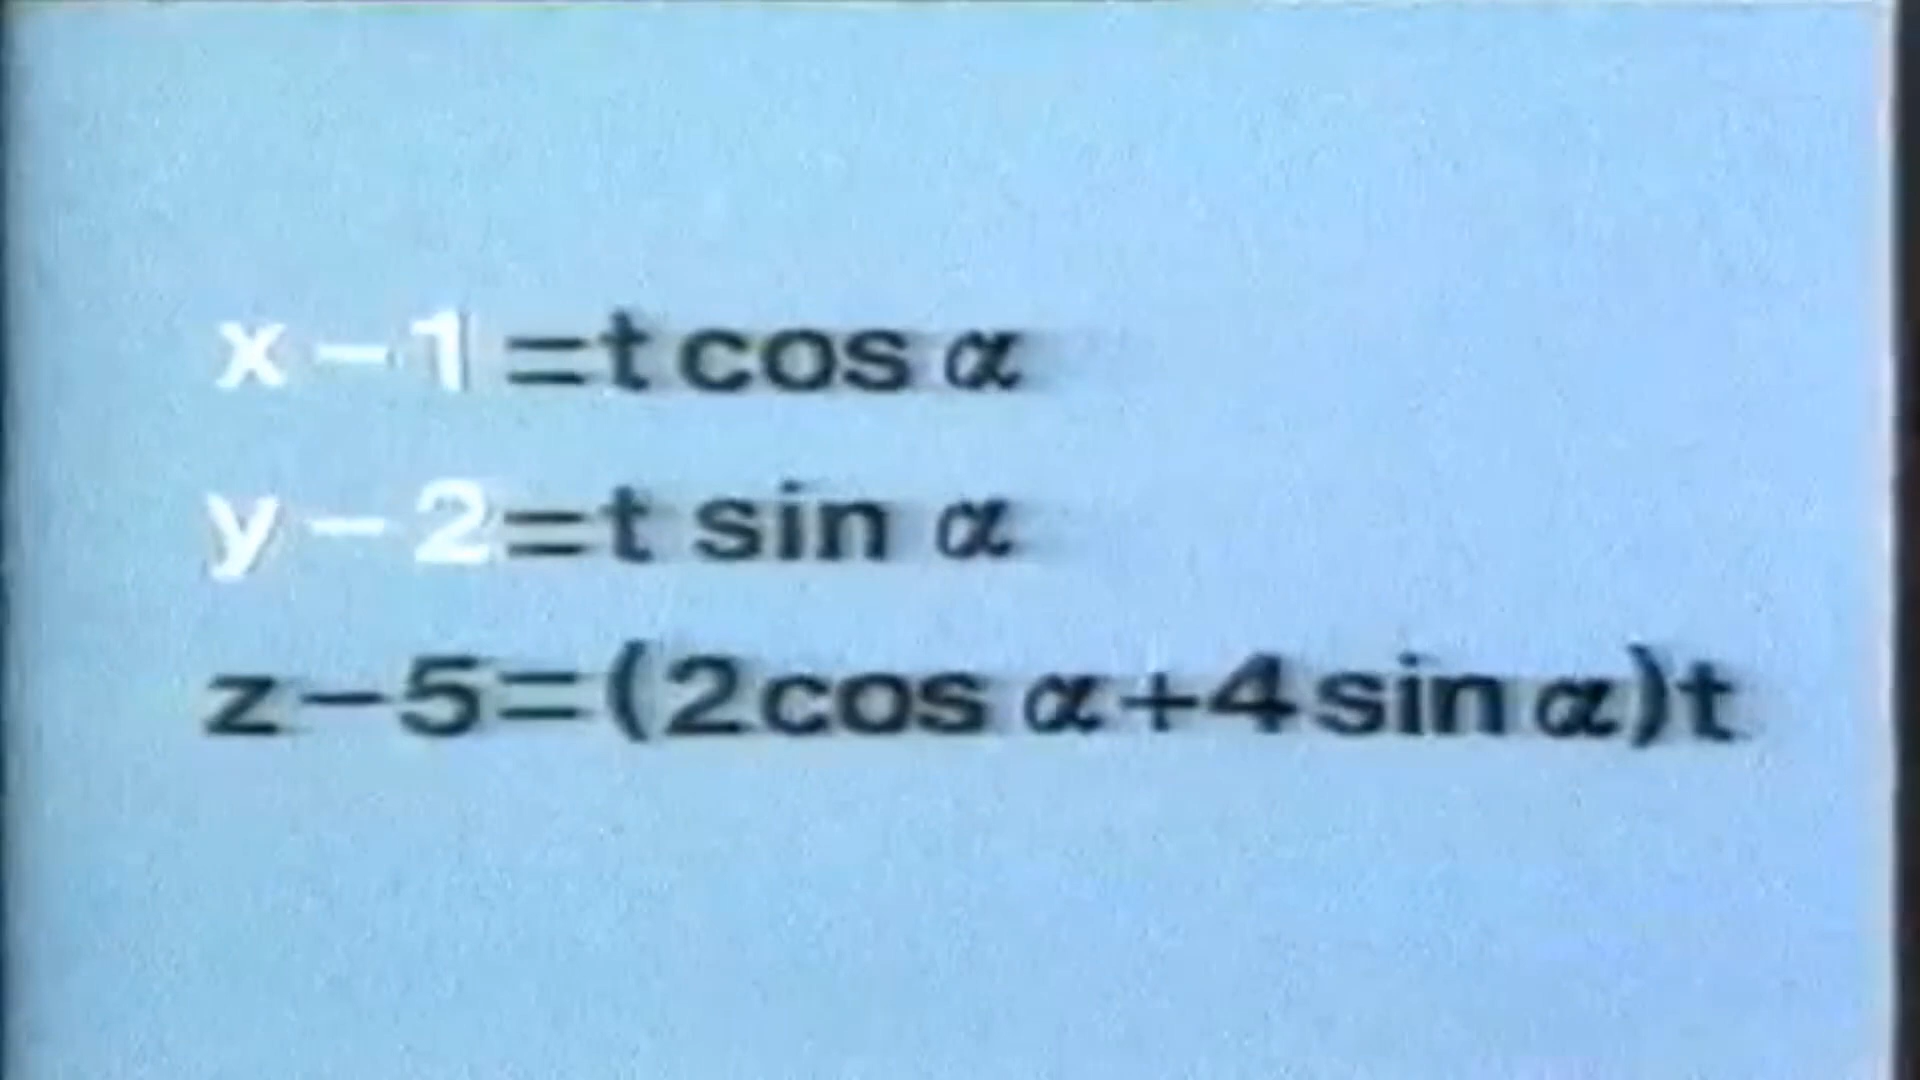 x-1=t cos α
y-2=t sin α
z-5=(2cos α+4sin α)t